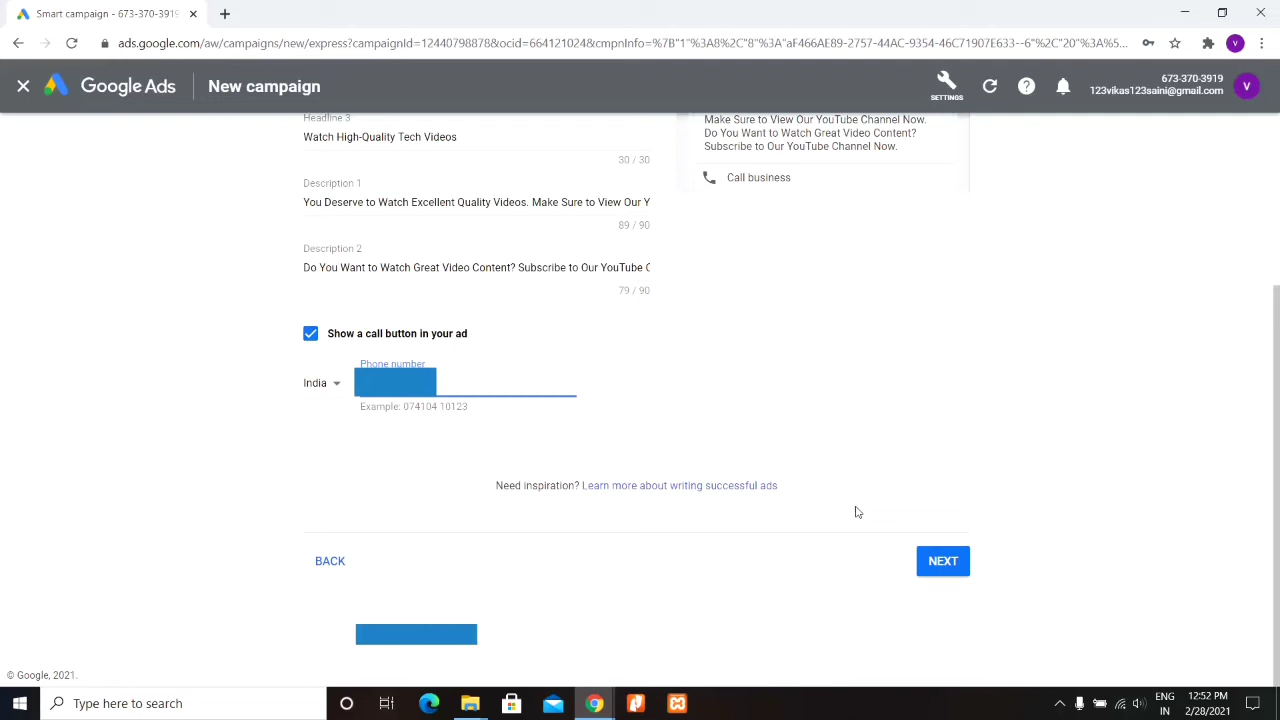 Smart campaign - 673-370-3919
ads.google.com/aw/campaigns/new/express?campaignId=12440798878&ocid=664121024&cmpnInfo=%7B"1"%3A8%2C"8"%3A"aF466AE89-2757-44AC-9354-46C71907E633--6"%2C"20"%3A%5...
V
Google Ads
New campaign
SETTINGS
673-370-3919
123vikas123saini@gmail.com
V
Headline 3
Watch High-Quality Tech Videos
30 / 30
Description 1
You Deserve to Watch Excellent Quality Videos. Make Sure to View Our Y
89 / 90
Description 2
Do You Want to Watch Great Video Content? Subscribe to Our YouTube C
79 / 90
Make Sure to View Our YouTube Channel Now.
Do You Want to Watch Great Video Content?
Subscribe to Our YouTube Channel Now.
Call business
Show a call button in your ad
Phone number
India
Example: 074104 10123
Need inspiration? Learn more about writing successful ads
BACK
NEXT
© Google, 2021.
Type here to search
ENG
IN
12:52 PM
2/28/2021